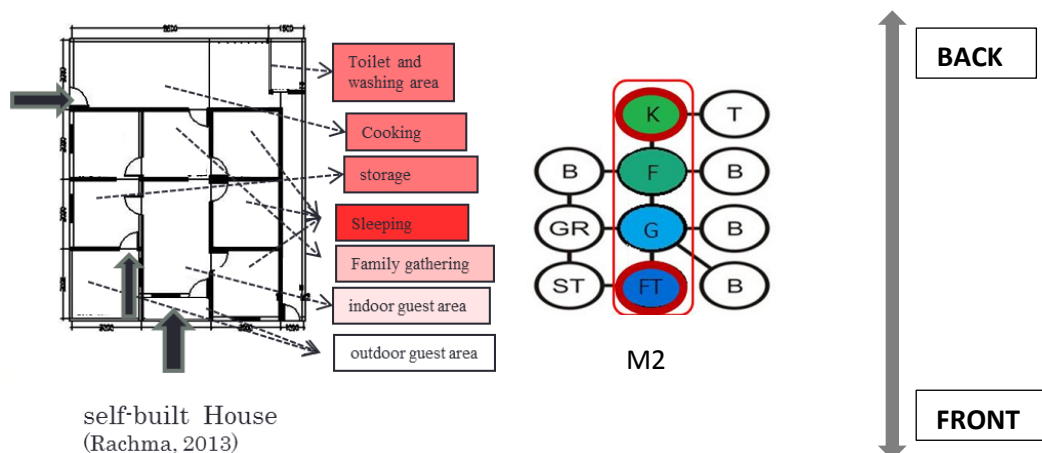 Toilet and
washing area
Cooking
storage
Sleeping
Family gathering
indoor guest area
outdoor guest area
self-built House
(Rachma, 2013)
K
T
B
F
B
GR
G
B
ST
FT
B
M2
BACK
FRONT